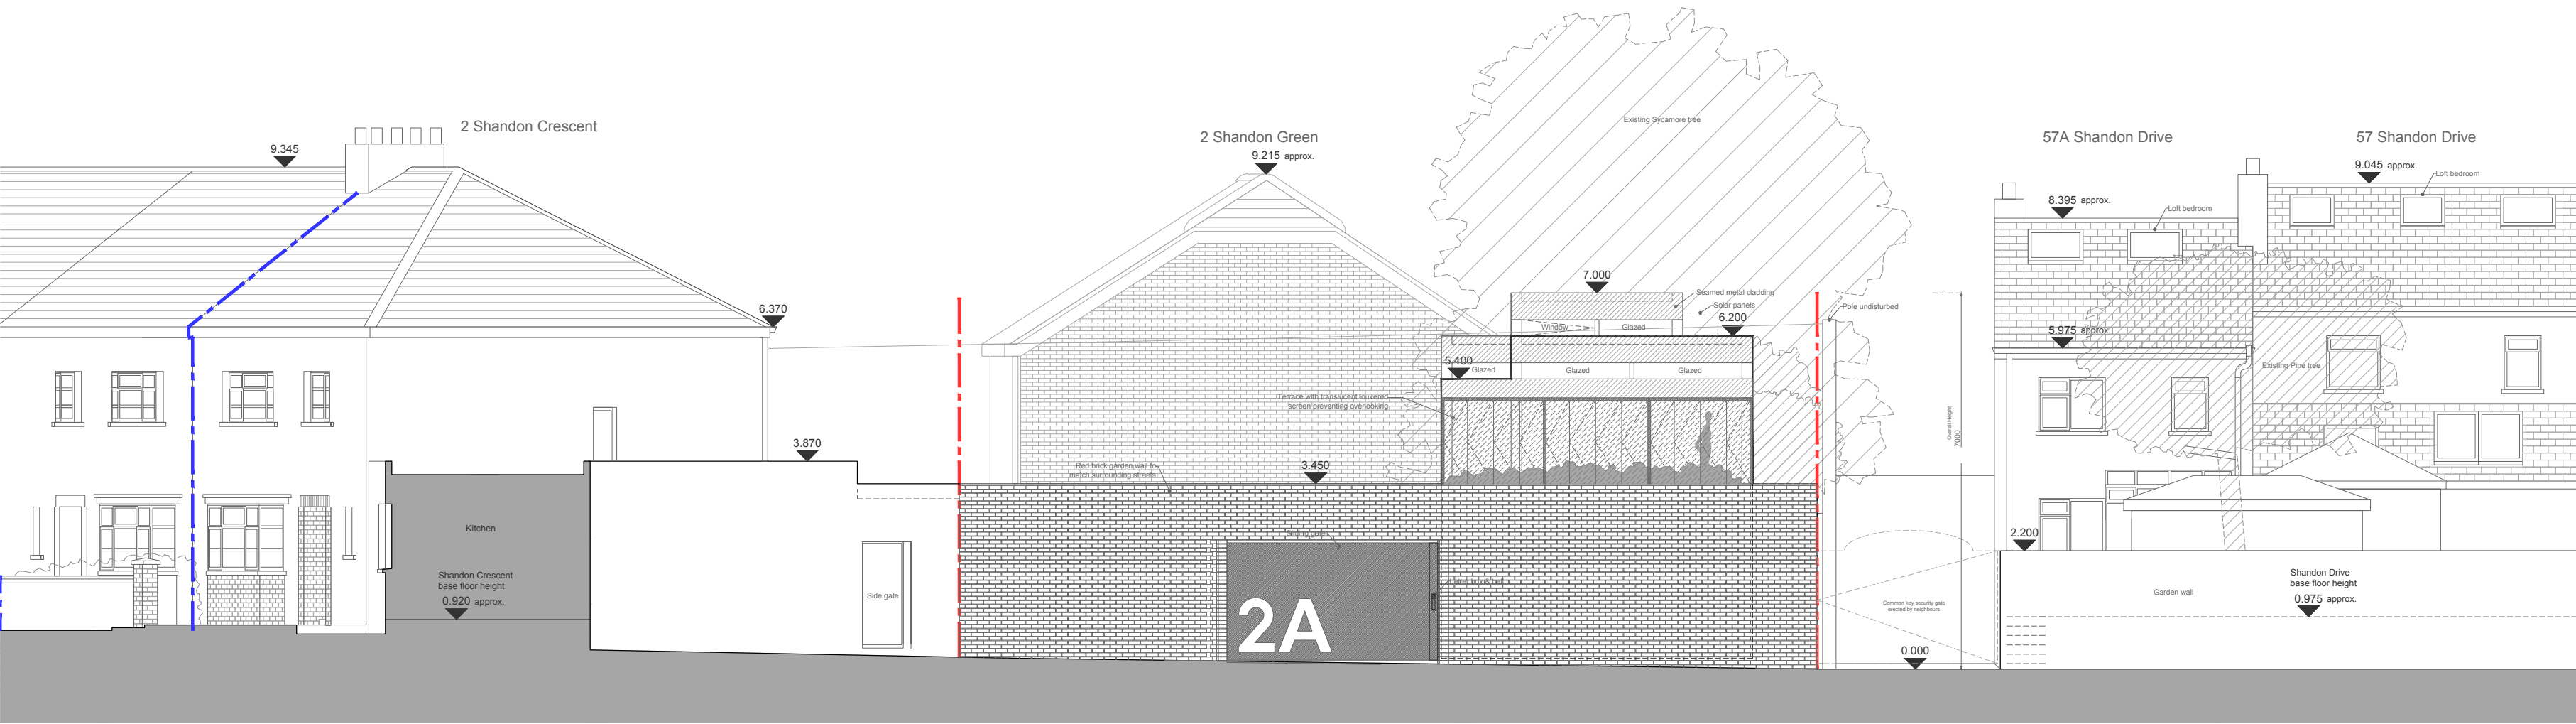 2 Shandon Crescent
9.345
6.370
3.870
Kitchen
Shandon Crescent
base floor height
0.920 approx.
Side gate
2 Shandon Green
9.215 approx.
Existing Sycamore tree
7.000
Seamed metal cladding
Solar panels
6.200
Window
Glazed
5.400
Glazed
Glazed
Glazed
Pole undisturbed
Terrace with translucent louvered
screen preventing overlooking
Red brick garden wall to
match surrounding streets
3.450
2A
Overall Height
7000
Common key security gate
erected by neighbours
0.000
57A Shandon Drive
8.395 approx.
Loft bedroom
5.975 approx.
Existing Pine tree
57 Shandon Drive
9.045 approx.
Loft bedroom
2.200
Garden wall
Shandon Drive
base floor height
0.975 approx.